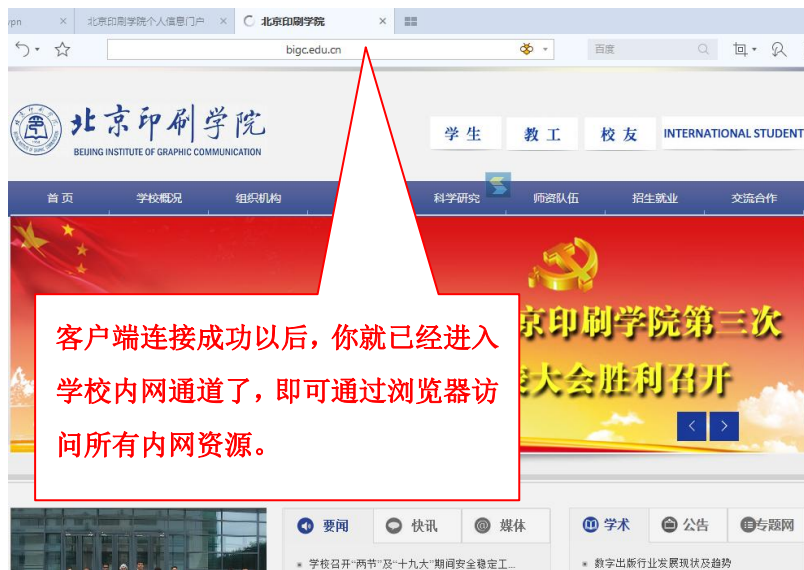 pn
北京印刷学院个人信息门户
北京印刷学院
bigc.edu.cn
百度
北京印刷学院
BEIJING INSTITUTE OF GRAPHIC COMMUNICATION
学生 教工 校友 INTERNATIONAL STUDENT
首页 学校概况 组织机构 科学研究 师资队伍 招生就业 交流合作
京印刷学院第三次
大会胜利召开
客户端连接成功以后，你就已经进入
学校内网通道了，即可通过浏览器访
问所有内网资源。
要闻 快讯 媒体 学术 公告 专题网
学校召开“两节”及“十九大”期间安全稳定工...
数字出版行业发展现状及趋势